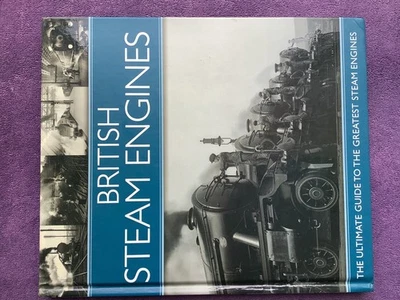 BRITISH
STEAM ENGINES
THE ULTIMATE GUIDE TO THE GREATEST STEAM ENGINES